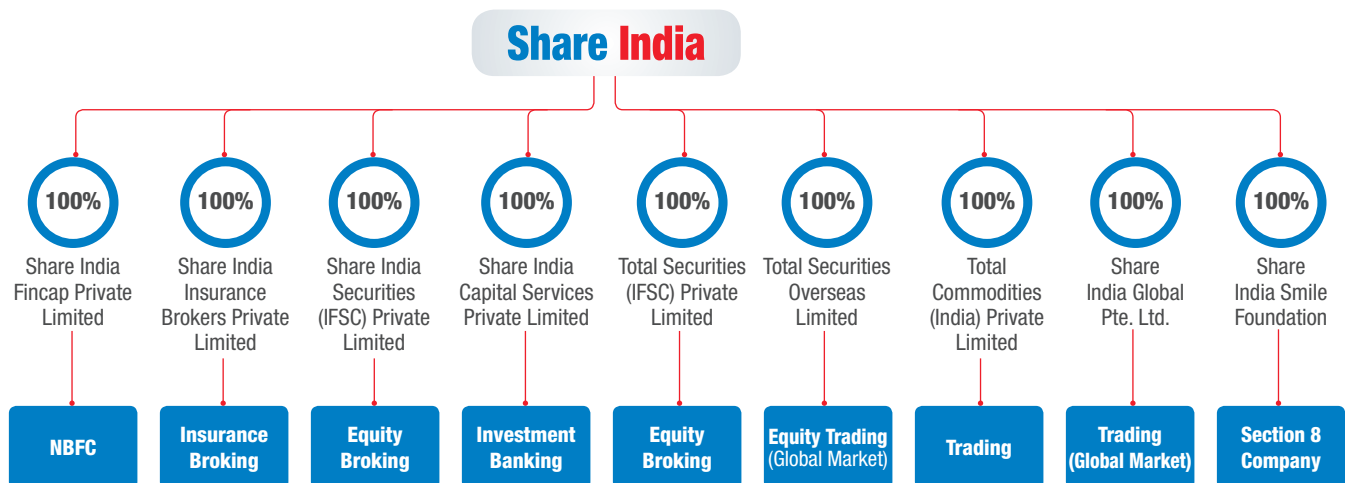 Share India
100%
100%
100%
100%
100%
100%
100%
100%
100%
Share India
Fincap Private
Limited
Share India
Insurance
Brokers Private
Limited
Share India
Securities
(IFSC) Private
Limited
Share India
Capital Services
Private Limited
Total Securities
(IFSC) Private
Limited
Total Securities
Overseas
Limited
Total
Commodities
(India) Private
Limited
Share
India Global
Pte. Ltd.
Share
India Smile
Foundation
NBFC
Insurance
Broking
Equity
Broking
Investment
Banking
Equity
Broking
Equity Trading
(Global Market)
Trading
Trading
(Global Market)
Section 8
Company